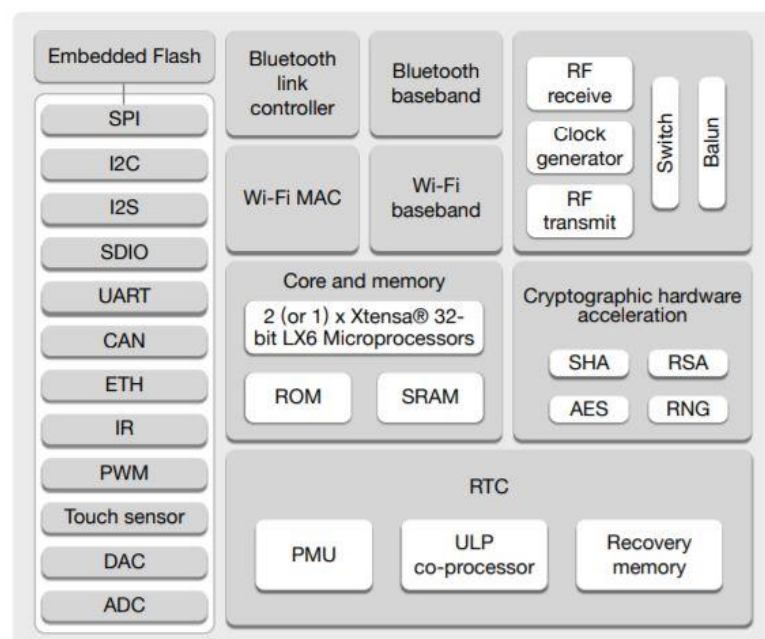 Embedded Flash
SPI
I2C
I2S
SDIO
UART
CAN
ETH
IR
PWM
Touch sensor
DAC
ADC
Bluetooth
link
controller
Bluetooth
baseband
Wi-Fi MAC
Wi-Fi
baseband
RF
receive
Clock
generator
RF
transmit
Switch
Balun
Core and memory
2 (or 1) x Xtensa® 32-
bit LX6 Microprocessors
ROM
SRAM
Cryptographic hardware
acceleration
SHA
RSA
AES
RNG
RTC
PMU
ULP
co-processor
Recovery
memory